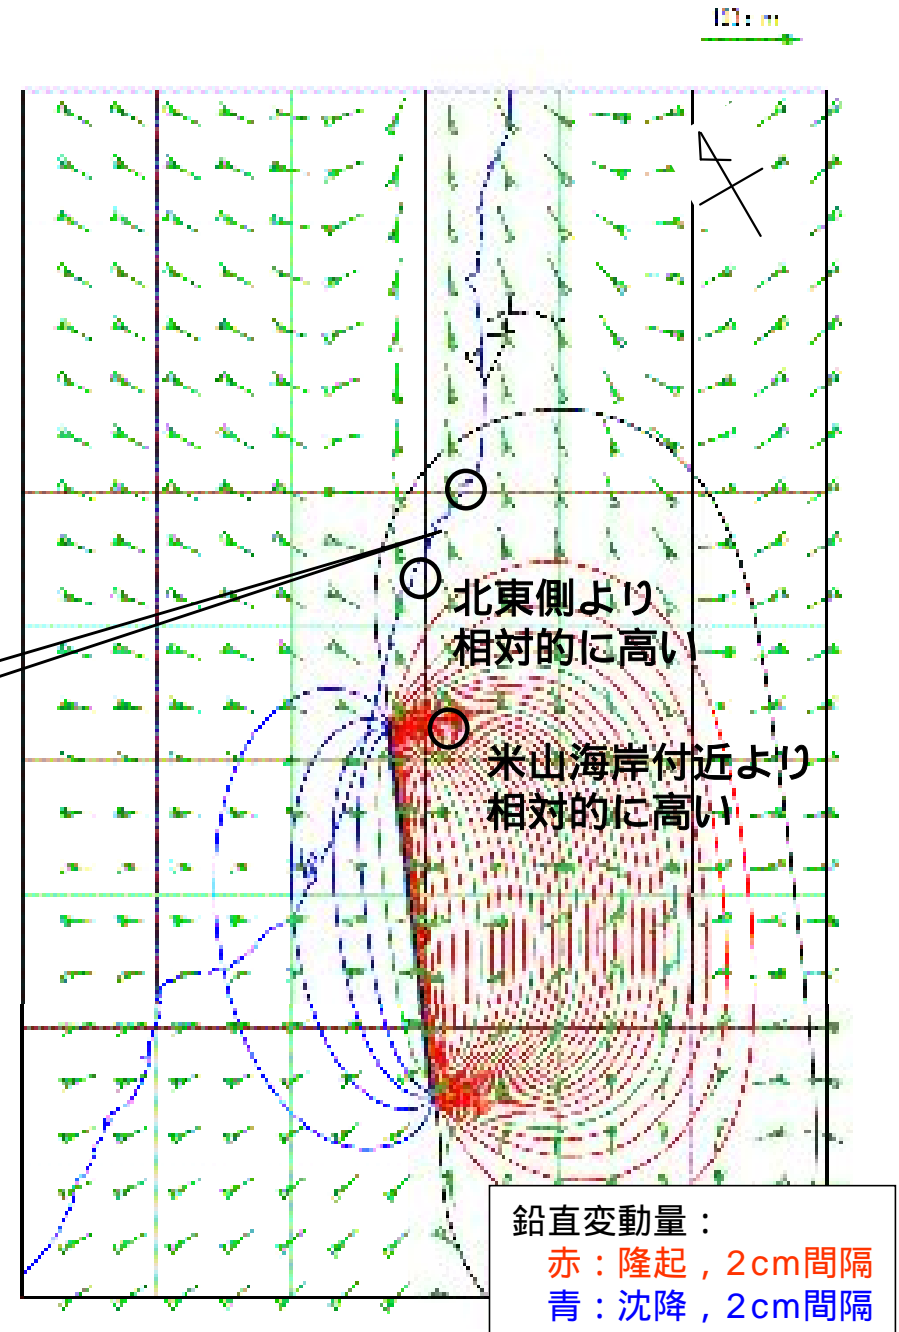 北東側より
相対的に高い
米山海岸付近より
相対的に高い
鉛直変動量：
赤：隆起，2cm間隔
青：沈降，2cm間隔